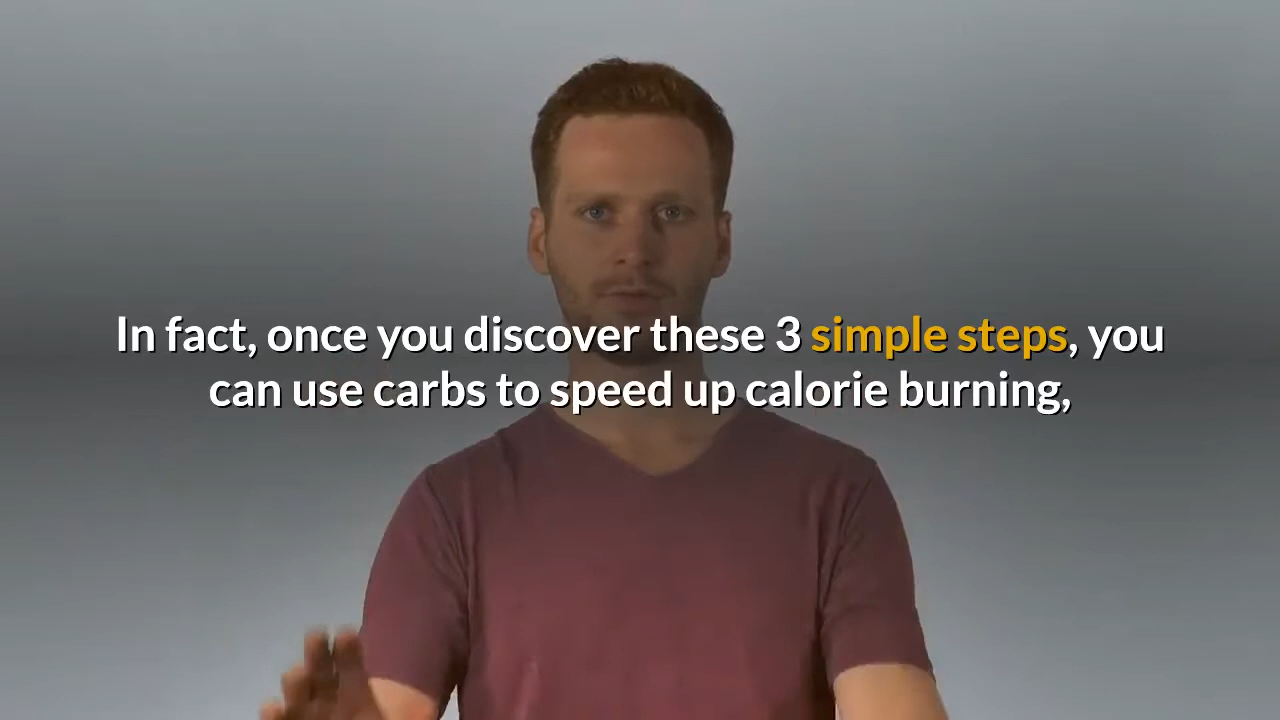 In fact, once you discover these 3 simple steps, you
can use carbs to speed up calorie burning,